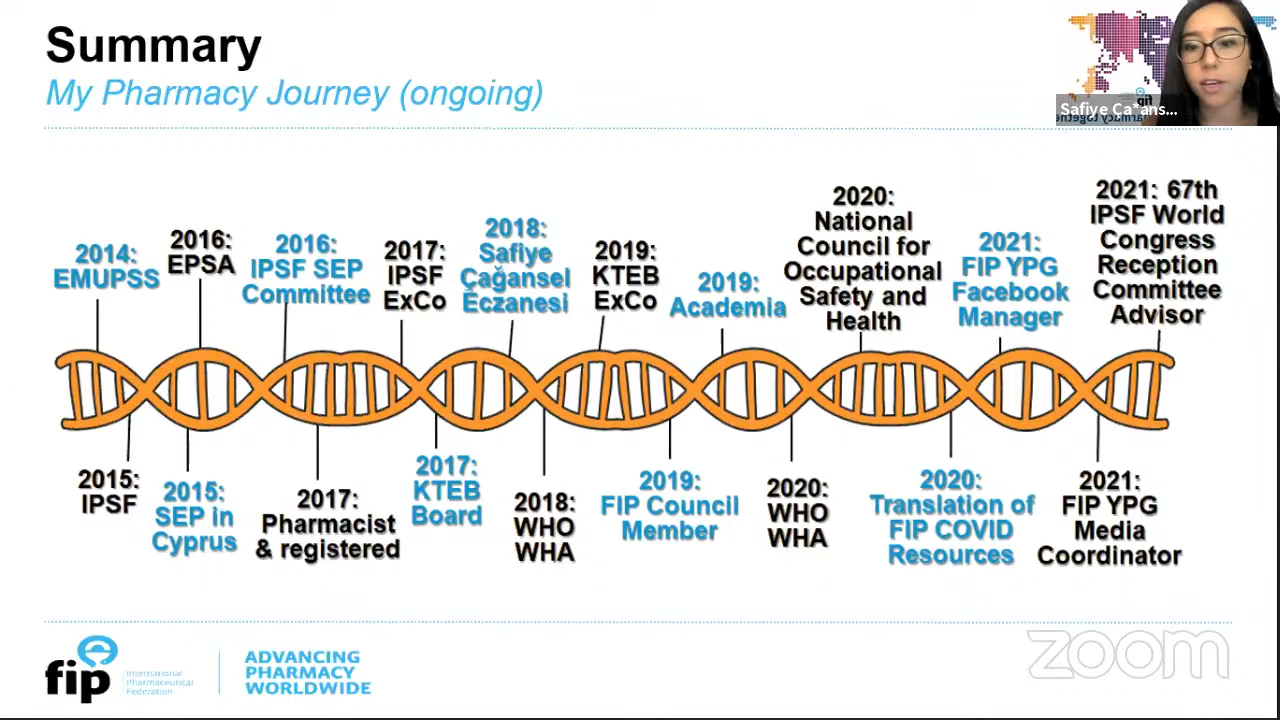 Summary
My Pharmacy Journey (ongoing)
fip
Safiye Ca*ans...
2014:
EMUPSS
2016:
EPSA
2016:
IPSF SEP
Committee
2017:
IPSF
ExCo
2018:
Safiye
Çağansel
Eczanesi
2019:
KTEB
ExCo
2019:
Academia
2020:
National
Council for
Occupational
Safety and
Health
2021:
FIP YPG
Facebook
Manager
2021: 67th
IPSF World
Congress
Reception
Committee
Advisor
2015:
IPSF
2015:
SEP in
Cyprus
2017:
Pharmacist
& registered
2017:
KTEB
Board
2018:
WHO
WHA
2019:
FIP Council
Member
2020:
WHO
WHA
2020:
Translation of
FIP COVID
Resources
2021:
FIP YPG
Media
Coordinator
fip
International
Pharmaceutical
Federation
ADVANCING
PHARMACY
WORLDWIDE
zoom